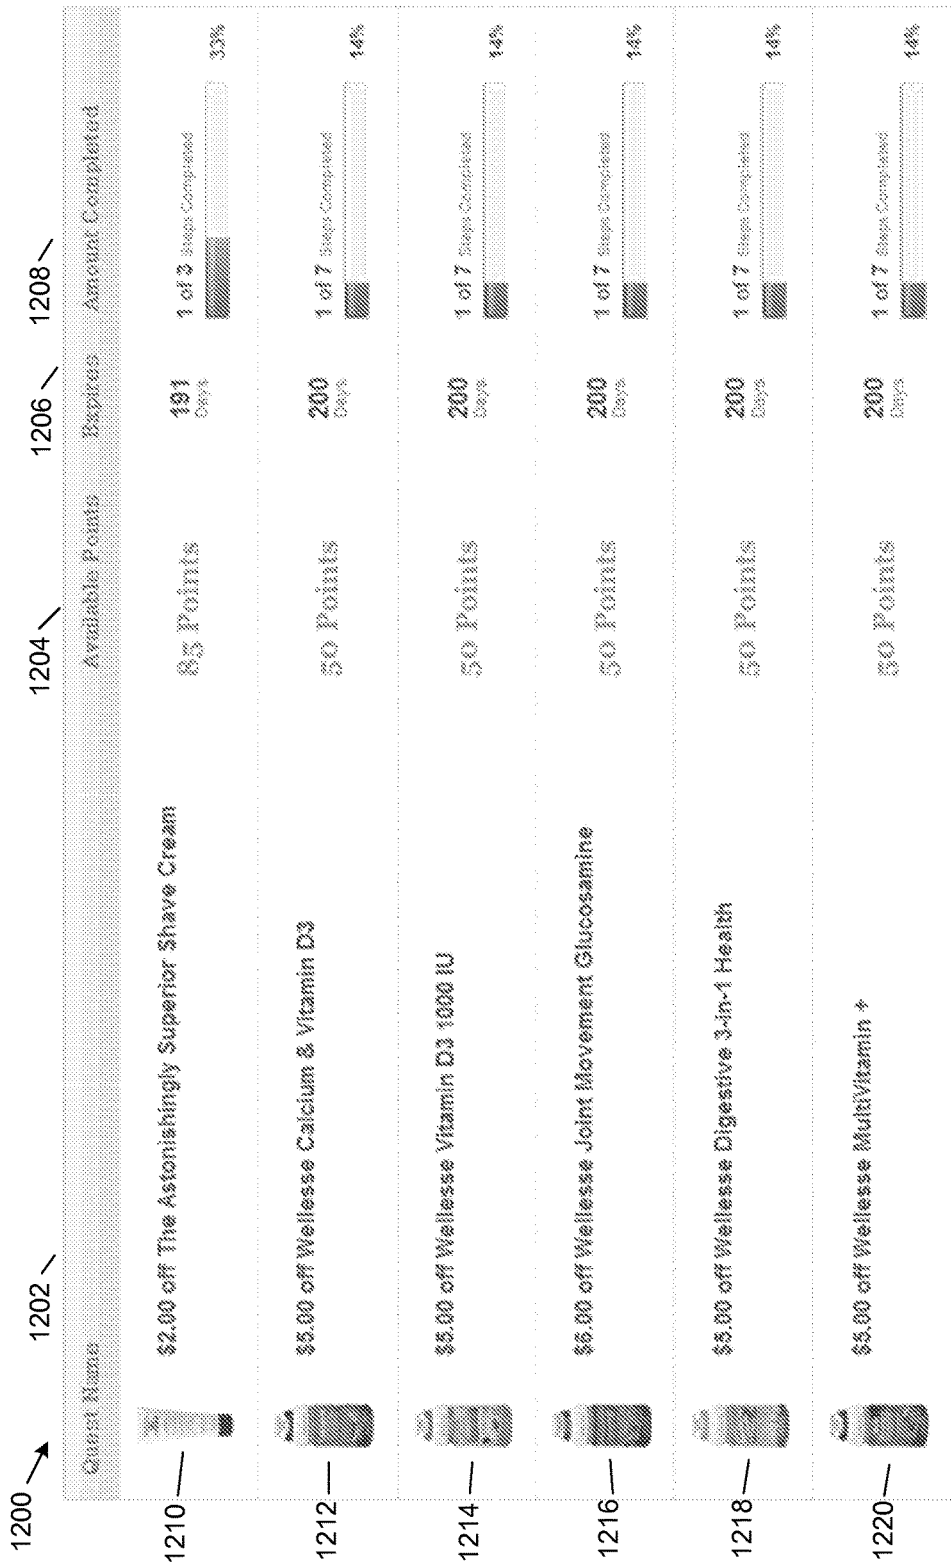 1200
1202
1204
1206
1208
Quant Name Available Points Expires Amount Completed
1210
$2.00 off The Astonishingly Superior Shave Cream
85 Points
191
Days
1 of 3 Steps Completed
33%
1212
$5.00 off Wellesse Calcium & Vitamin D3
50 Points
200
Days
1 of 7 Steps Completed
14%
1214
$5.00 off Wellesse Vitamin D3 1000 IU
50 Points
200
Days
1 of 7 Steps Completed
14%
1216
$6.00 off Wellesse Joint Movement Glucosamine
50 Points
200
Days
1 of 7 Steps Completed
14%
1218
$5.00 off Wellesse Digestive 3-in-1 Health
50 Points
200
Days
1 of 7 Steps Completed
14%
1220
$5.00 off Wellesse MultiVitamin +
50 Points
200
Days
1 of 7 Steps Completed
14%